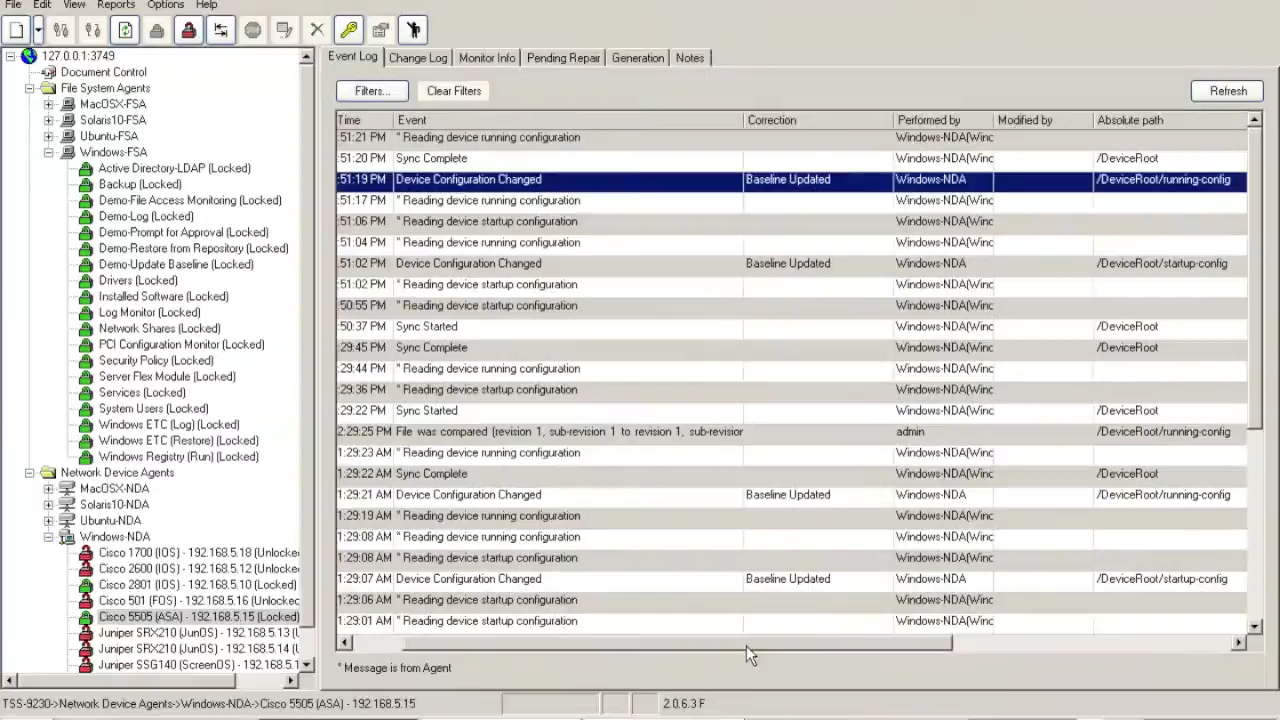 File Edit View Reports Options Help
127.0.0.1:3749
Document Control
File System Agents
MacOSX-FSA
Solaris10-FSA
Ubuntu-FSA
Windows-FSA
Active Directory-LDAP (Locked)
Backup (Locked)
Demo-File Access Monitoring (Locked)
Demo-Log (Locked)
Demo-Prompt for Approval (Locked)
Demo-Restore from Repository (Locked)
Demo-Update Baseline (Locked)
Drivers (Locked)
Installed Software (Locked)
Log Monitor (Locked)
Network Shares (Locked)
PCI Configuration Monitor (Locked)
Security Policy (Locked)
Server Flex Module (Locked)
Services (Locked)
System Users (Locked)
Windows ETC (Log) (Locked)
Windows ETC (Restore) (Locked)
Windows Registry (Run) (Locked)
Network Device Agents
MacOSX-NDA
Solaris10-NDA
Ubuntu-NDA
Windows-NDA
Cisco 1700 (IOS) - 192.168.5.18 (Unlocke
Cisco 2600 (IOS) - 192.168.5.12 (Unlocke
Cisco 2801 (IOS) - 192.168.5.10 (Locked)
Cisco 501 (FOS) - 192.168.5.16 (Unlocked
Cisco 5505 (ASA) - 192.168.5.15 (Locked)
Juniper SRX210 (JunOS) - 192.168.5.13 (L
Juniper SRX210 (JunOS) - 192.168.5.14 (L
Juniper SSG140 (ScreenOS) - 192.168.5.1
Event Log Change Log Monitor Info Pending Repair Generation Notes
Filters... Clear Filters Refresh
Time Event Correction Performed by Modified by Absolute path
:51:21 PM * Reading device running configuration Windows-NDA(Winc
:51:20 PM Sync Complete Windows-NDA(Winc /DeviceRoot
:51:19 PM Device Configuration Changed Baseline Updated Windows-NDA /DeviceRoot/running-config
:51:17 PM * Reading device running configuration Windows-NDA(Winc
:51:06 PM * Reading device startup configuration Windows-NDA(Winc
:51:04 PM * Reading device running configuration Windows-NDA(Winc
:51:02 PM Device Configuration Changed Baseline Updated Windows-NDA /DeviceRoot/startup-config
:51:02 PM * Reading device startup configuration Windows-NDA(Winc
:50:55 PM * Reading device startup configuration Windows-NDA(Winc
:50:37 PM Sync Started Windows-NDA(Winc /DeviceRoot
:29:45 PM Sync Complete Windows-NDA(Winc /DeviceRoot
:29:44 PM * Reading device running configuration Windows-NDA(Winc
:29:36 PM * Reading device startup configuration Windows-NDA(Winc
:29:22 PM Sync Started Windows-NDA(Winc /DeviceRoot
2:29:25 PM File was compared (revision 1, sub-revision 1 to revision 1, sub-revisior admin /DeviceRoot/running-config
1:29:23 AM * Reading device running configuration Windows-NDA(Winc
1:29:22 AM Sync Complete Windows-NDA(Winc /DeviceRoot
1:29:21 AM Device Configuration Changed Baseline Updated Windows-NDA /DeviceRoot/running-config
1:29:19 AM * Reading device running configuration Windows-NDA(Winc
1:29:08 AM * Reading device running configuration Windows-NDA(Winc
1:29:08 AM * Reading device startup configuration Windows-NDA(Winc
1:29:07 AM Device Configuration Changed Baseline Updated Windows-NDA /DeviceRoot/startup-config
1:29:06 AM * Reading device startup configuration Windows-NDA(Winc
1:29:01 AM * Reading device startup configuration Windows-NDA(Winc
* Message is from Agent
TSS-9230->Network Device Agents->Windows-NDA->Cisco 5505 (ASA) - 192.168.5.15 2.0.6.3 F